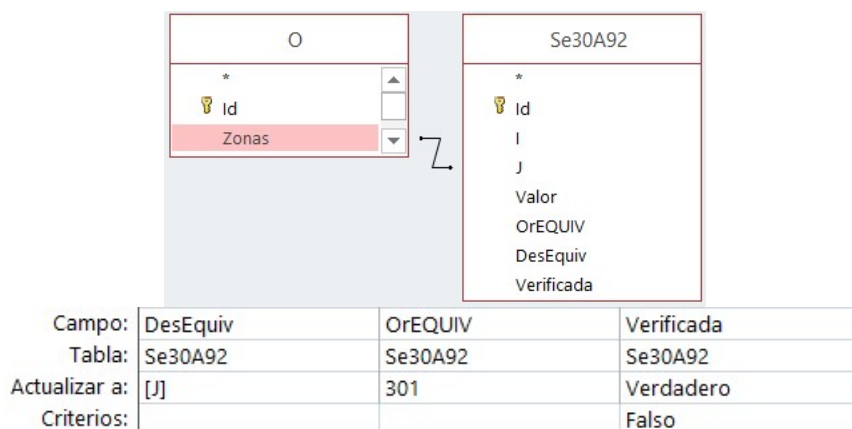 O
*
Id
Zonas
Se30A92
*
Id
I
J
Valor
OrEQUIV
DesEquiv
Verificada
Campo: DesEquiv OrEQUIV Verificada
Tabla: Se30A92 Se30A92 Se30A92
Actualizar a: [J] 301 Verdadero
Criterios: Falso